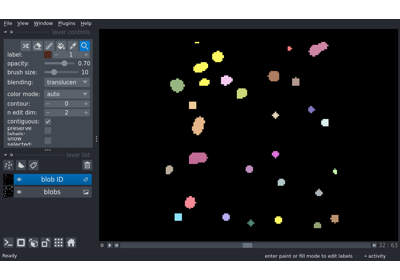 File View Window Plugins Help
layer controls
label: 1
opacity: 0.70
brush size: 10
blending: translucen
color mode: auto
contour: 0
n edit dim: 2
contiguous:
preserve labels:
show selected:
layer list
blob ID
blobs
0 32 63
Ready enter paint or fill mode to edit labels activity